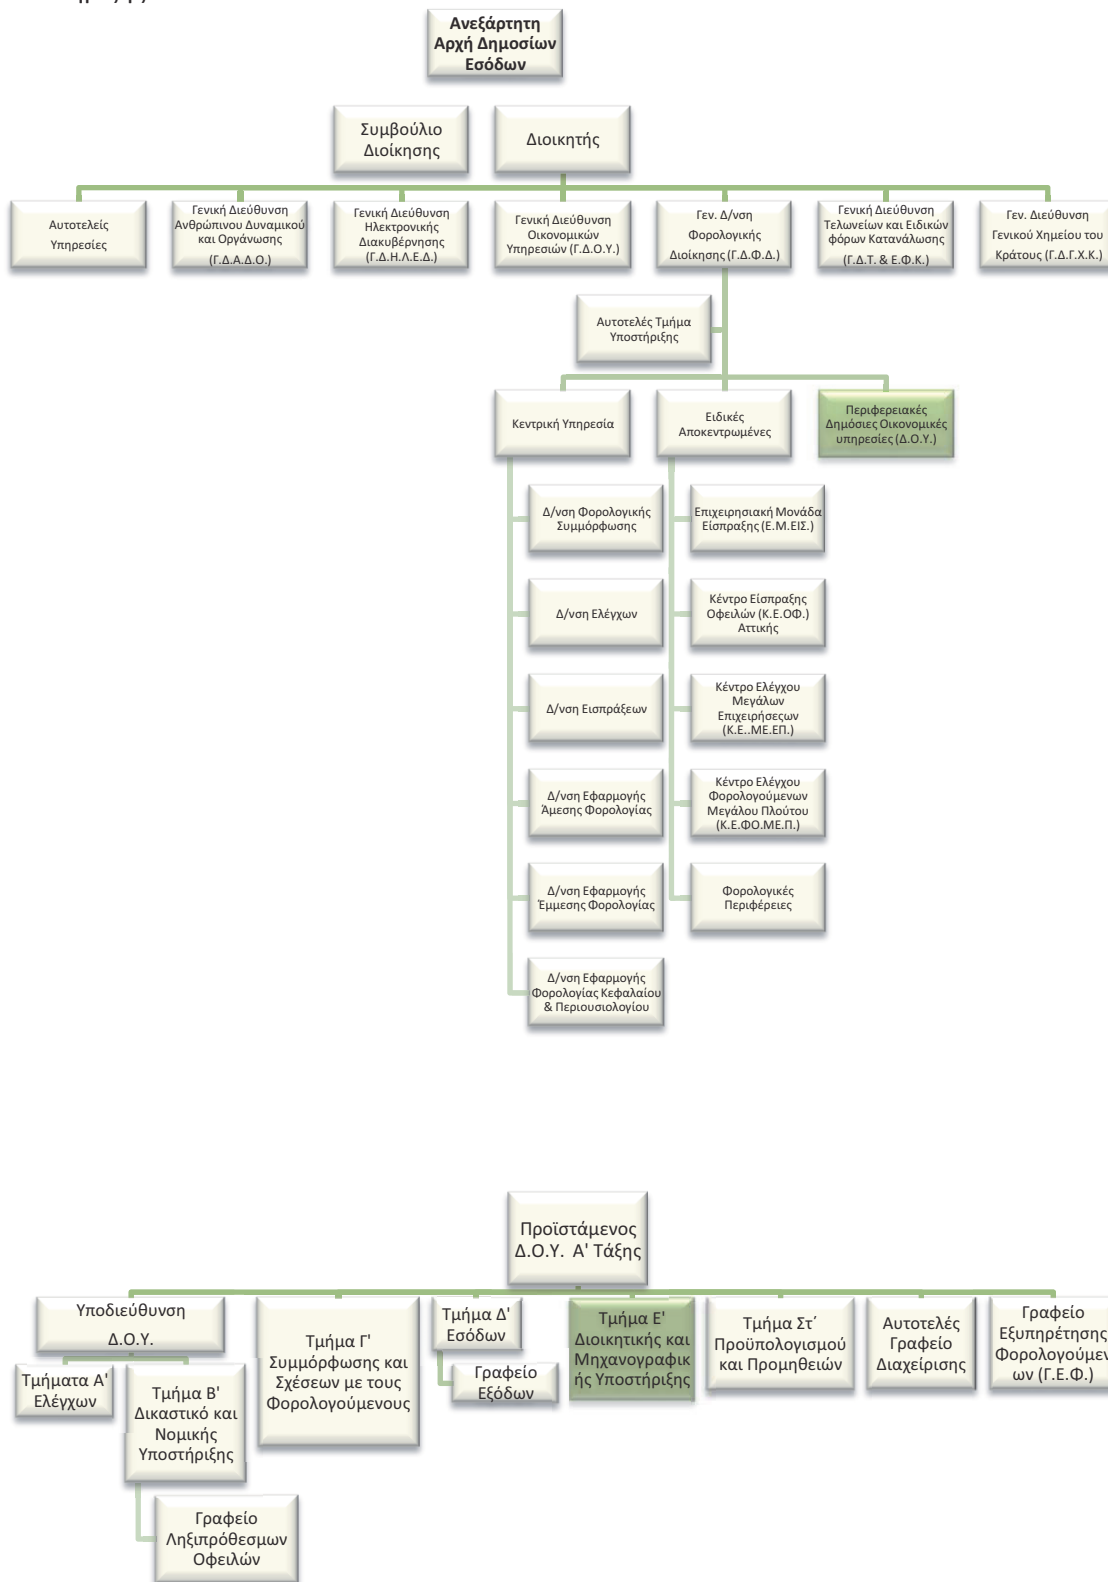 Ανεξάρτητη
Αρχή Δημοσίων
Εσόδων
Συμβούλιο
Διοίκησης
Διοικητής
Αυτοτελείς
Υπηρεσίες
Γενική Διεύθυνση
Ανθρώπινου Δυναμικού
και Οργάνωσης
(Γ.Δ.Α.Δ.Ο.)
Γενική Διεύθυνση
Ηλεκτρονικής
Διακυβέρνησης
(Γ.Δ.Η.Λ.Ε.Δ.)
Γενική Διεύθυνση
Οικονομικών
Υπηρεσιών (Γ.Δ.Ο.Υ.)
Γεν. Δ/νση
Φορολογικής
Διοίκησης (Γ.Δ.Φ.Δ.)
Γενική Διεύθυνση
Τελωνείων και Ειδικών
φόρων Κατανάλωσης
(Γ.Δ.Τ. & Ε.Φ.Κ.)
Γεν. Διεύθυνση
Γενικού Χημείου του
Κράτους (Γ.Δ.Γ.Χ.Κ.)
Αυτοτελές Τμήμα
Υποστήριξης
Κεντρική Υπηρεσία
Ειδικές
Αποκεντρωμένες
Περιφερειακές
Δημόσιες Οικονομικές
υπηρεσίες (Δ.Ο.Υ.)
Δ/νση Φορολογικής
Συμμόρφωσης
Δ/νση Ελέγχων
Δ/νση Εισπράξεων
Δ/νση Εφαρμογής
Άμεσης Φορολογίας
Δ/νση Εφαρμογής
Έμμεσης Φορολογίας
Δ/νση Εφαρμογής
Φορολογίας Κεφαλαίου
& Περιουσιολογίου
Επιχειρησιακή Μονάδα
Είσπραξης (Ε.Μ.ΕΙΣ.)
Κέντρο Είσπραξης
Οφειλών (Κ.Ε.ΟΦ.)
Αττικής
Κέντρο Ελέγχου
Μεγάλων
Επιχειρήσεςων
(Κ.Ε..ΜΕ.ΕΠ.)
Κέντρο Ελέγχου
Φορολογούμενων
Μεγάλου Πλούτου
(Κ.Ε.ΦΟ.ΜΕ.Π.)
Φορολογικές
Περιφέρειες
Προϊστάμενος
Δ.Ο.Υ.  Α' Τάξης
Υποδιεύθυνση
Δ.Ο.Υ.
Τμήματα Α'
Ελέγχων
Τμήμα Β'
Δικαστικό και
Νομικής
Υποστήριξης
Γραφείο
Ληξιπρόθεσμων
Οφειλών
Τμήμα Γ'
Συμμόρφωσης και
Σχέσεων με τους
Φορολογούμενους
Τμήμα Δ'
Εσόδων
Γραφείο
Εξόδων
Τμήμα Ε'
Διοικητικής και
Μηχανογραφικ
ής Υποστήριξης
Τμήμα Στ΄
Προϋπολογισμού
και Προμηθειών
Αυτοτελές
Γραφείο
Διαχείρισης
Γραφείο
Εξυπηρέτησης
Φορολογούμεν
ων (Γ.Ε.Φ.)